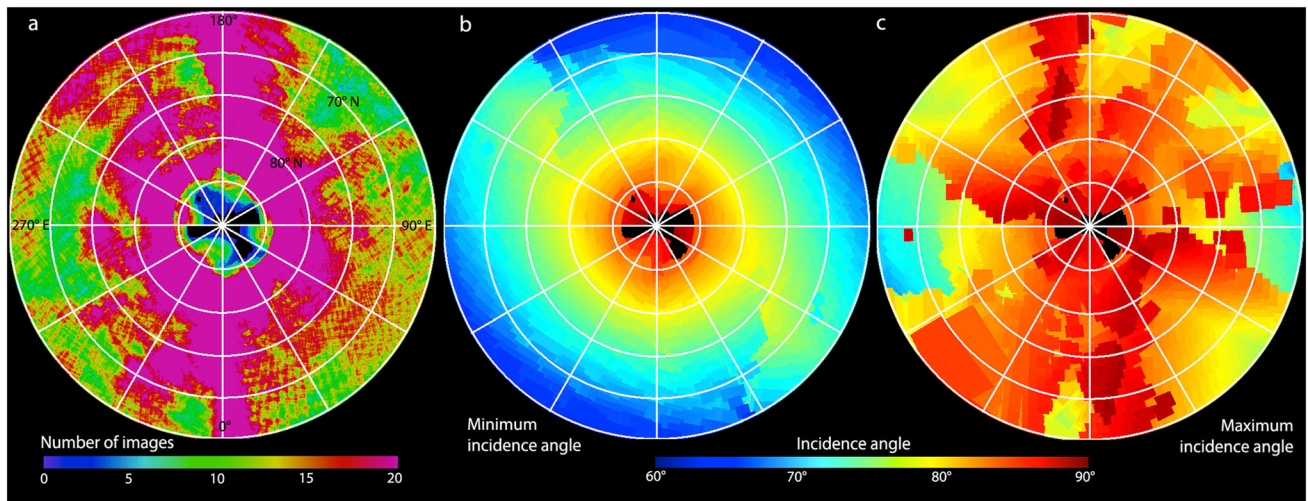 a
180°
70° N
80° N
270° E
90° E
0°
Number of images
0 5 10 15 20
b
Minimum
incidence angle
Incidence angle
60° 70° 80° 90°
c
Maximum
incidence angle